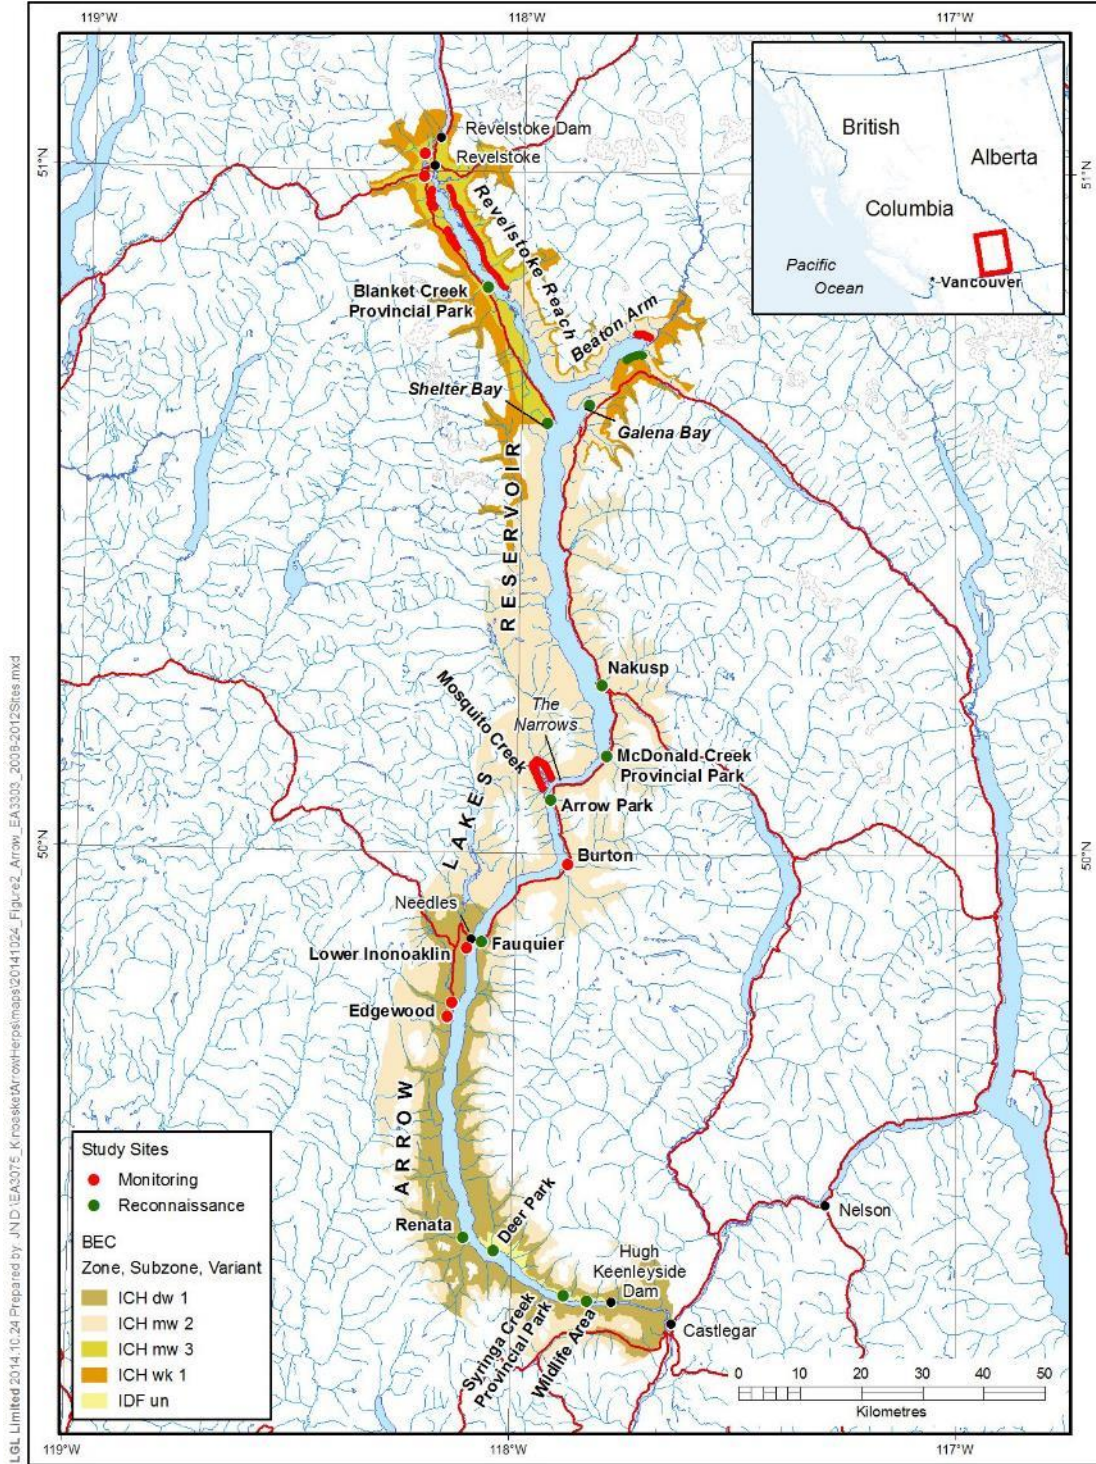 119°W
118°W
117°W
51°N
51°N
British
Alberta
Columbia
Pacific
Ocean
Vancouver
Revelstoke Dam
Revelstoke
Revelstoke Reach
Blanket Creek
Provincial Park
Beaton Arm
Shelter Bay
Galena Bay
RESERVOIR
Nakusp
Mosquito Creek
The
Narrows
McDonald Creek
Provincial Park
Arrow Park
LAKES
50°N
50°N
Burton
Needles
Fauquier
Lower Inonoaklin
Edgewood
ARROW
Renata
Deer Park
Nelson
Hugh
Keenleyside
Dam
Syringa Creek
Provincial Park
Wildlife Area
Castlegar
Study Sites
Monitoring
Reconnaissance
BEC
Zone, Subzone, Variant
ICH dw 1
ICH mw 2
ICH mw 3
ICH wk 1
IDF un
0 10 20 30 40 50
Kilometres
119°W
118°W
117°W
LGL Limited 2014.10.24 Prepared by JND